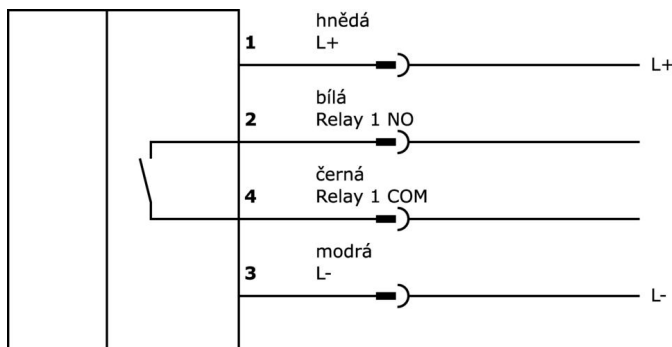 hnědá
1 L+
L+
bílá
2 Relay 1 NO
černá
4 Relay 1 COM
modrá
3 L-
L-